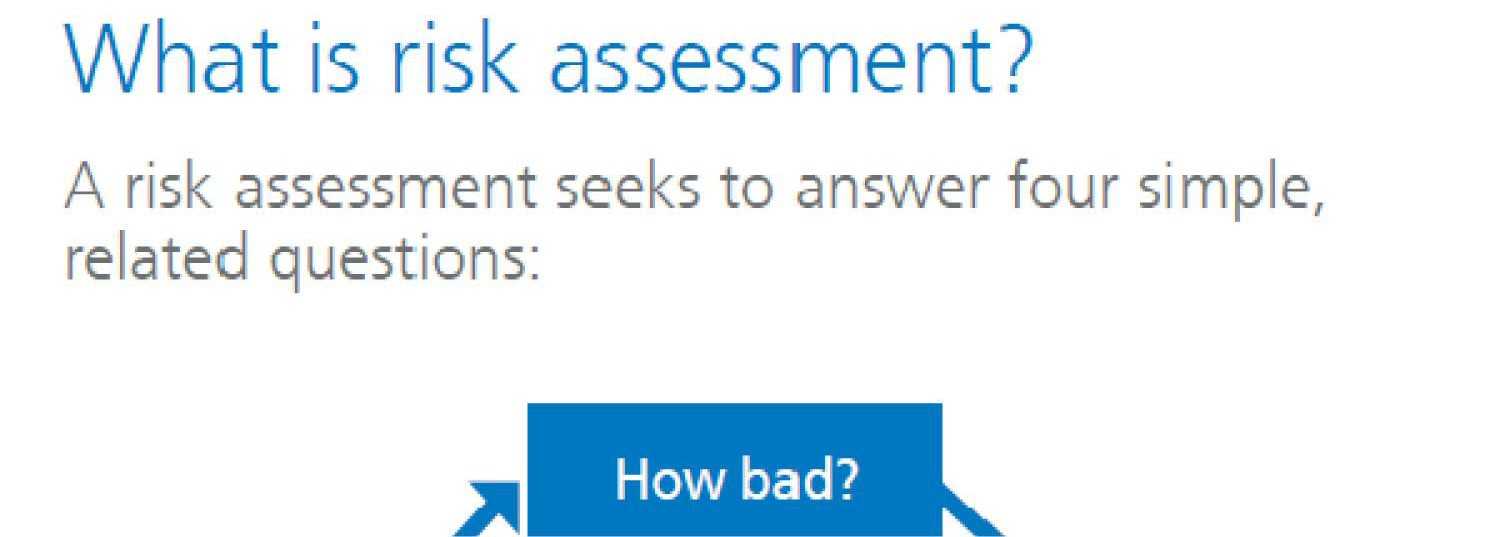 What is risk assessment?
A risk assessment seeks to answer four simple,
related questions:
How bad?